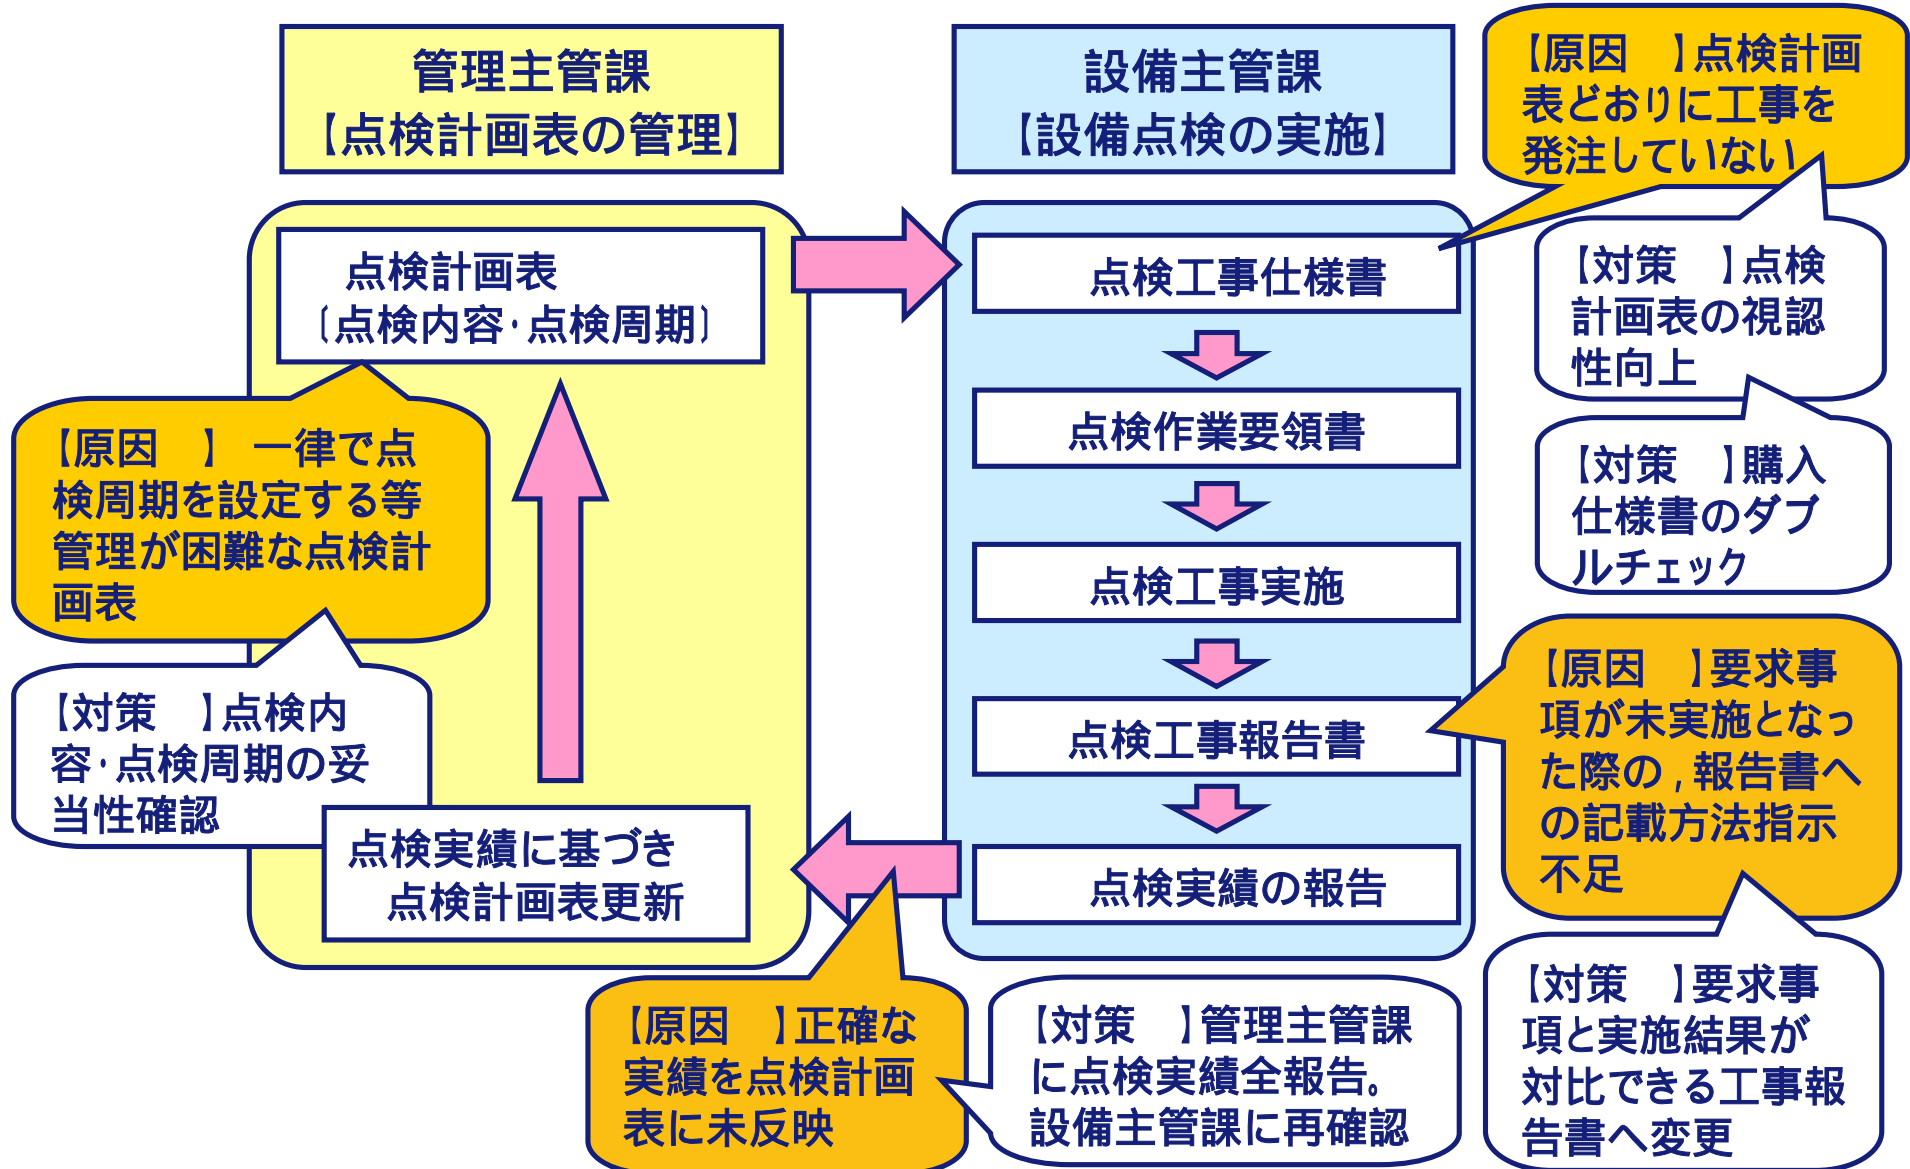 管理主管課
【点検計画表の管理】
設備主管課
【設備点検の実施】
【原因　】点検計画
表どおりに工事を
発注していない
点検計画表
〔点検内容・点検周期〕
点検工事仕様書
【対策　】点検
計画表の視認
性向上
【原因　】　一律で点
検周期を設定する等
管理が困難な点検計
画表
点検作業要領書
【対策　】購入
仕様書のダブ
ルチェック
点検工事実施
【対策　】点検内
容・点検周期の妥
当性確認
点検工事報告書
【原因　】要求事
項が未実施となっ
た際の，報告書へ
の記載方法指示
不足
点検実績に基づき
点検計画表更新
点検実績の報告
【原因　】正確な
実績を点検計画
表に未反映
【対策　】管理主管課
に点検実績全報告。
設備主管課に再確認
【対策　】要求事
項と実施結果が
対比できる工事報
告書へ変更